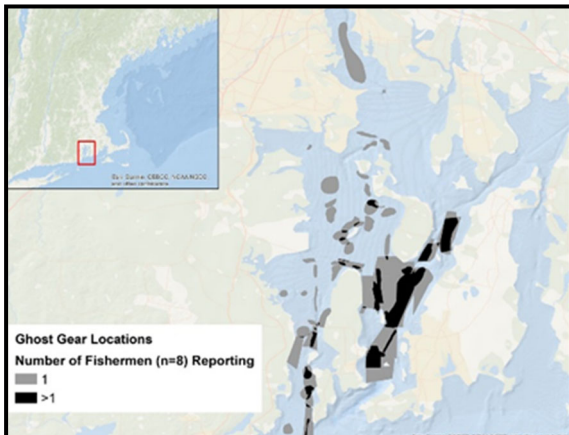 Ghost Gear Locations
Number of Fishermen (n=8) Reporting
1
>1